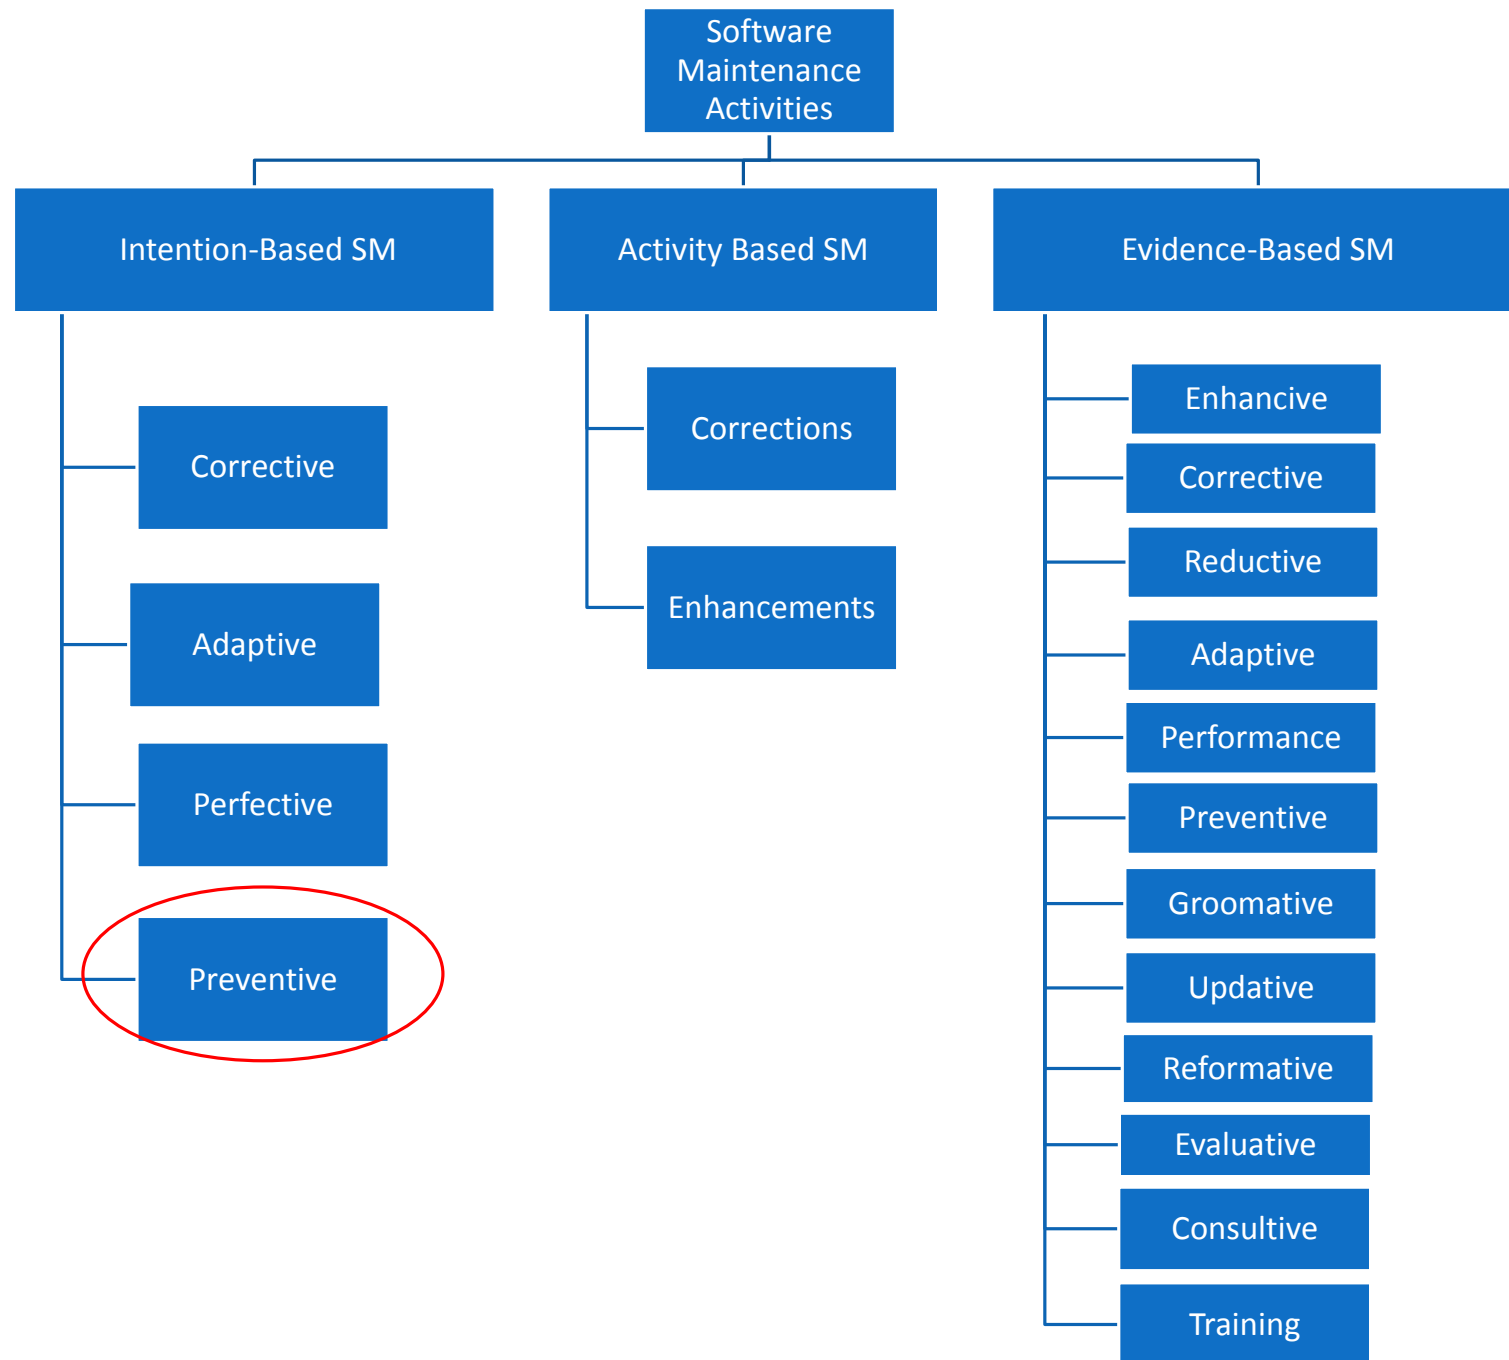 Software
Maintenance
Activities
Intention-Based SM
Activity Based SM
Evidence-Based SM
Corrective
Adaptive
Perfective
Preventive
Corrections
Enhancements
Enhancive
Corrective
Reductive
Adaptive
Performance
Preventive
Groomative
Updative
Reformative
Evaluative
Consultive
Training